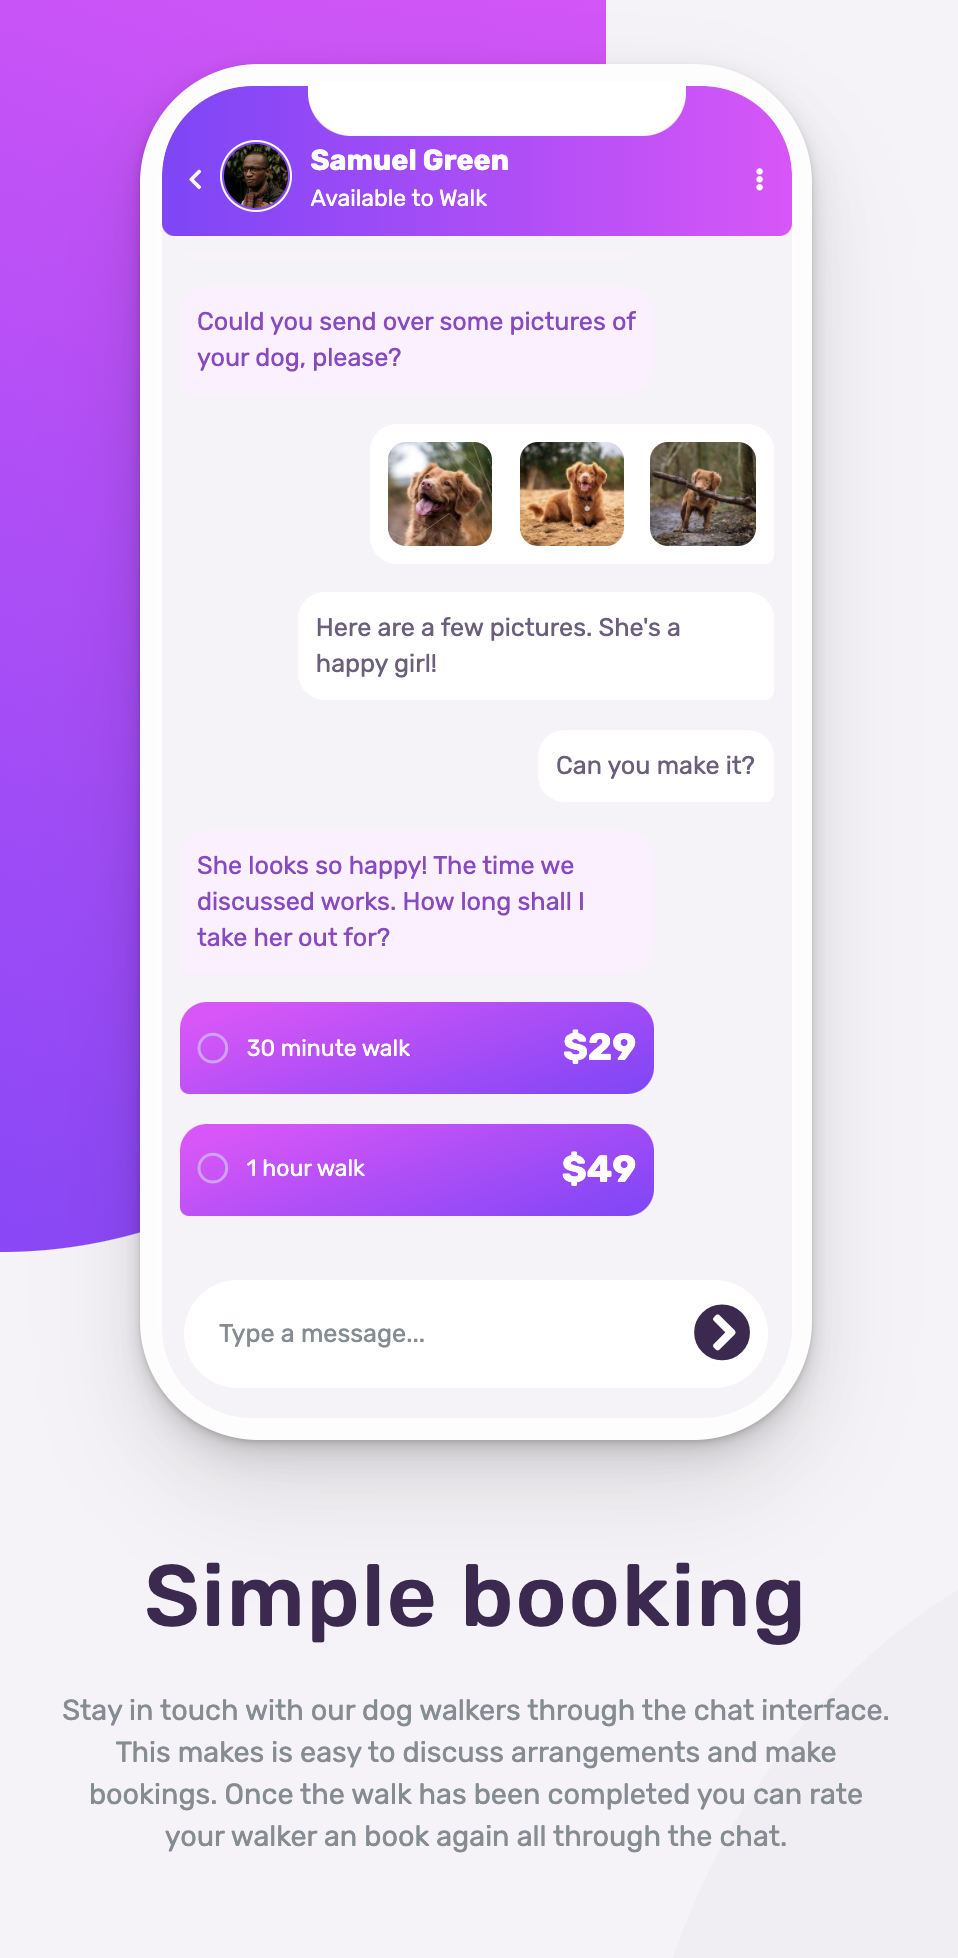 Samuel Green
Available to Walk
Could you send over some pictures of
your dog, please?
Here are a few pictures. She's a
happy girl!
Can you make it?
She looks so happy! The time we
discussed works. How long shall I
take her out for?
30 minute walk $29
1 hour walk $49
Type a message...
Simple booking
Stay in touch with our dog walkers through the chat interface.
This makes is easy to discuss arrangements and make
bookings. Once the walk has been completed you can rate
your walker an book again all through the chat.